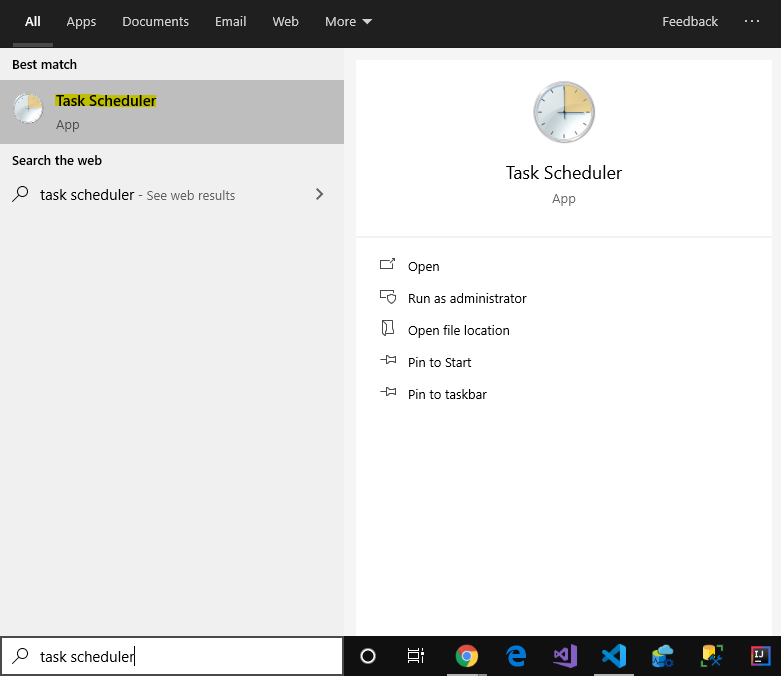 All Apps Documents Email Web More Feedback ...
Best match
Task Scheduler
App
Search the web
task scheduler - See web results
Task Scheduler
App
Open
Run as administrator
Open file location
Pin to Start
Pin to taskbar
task scheduler
IJ